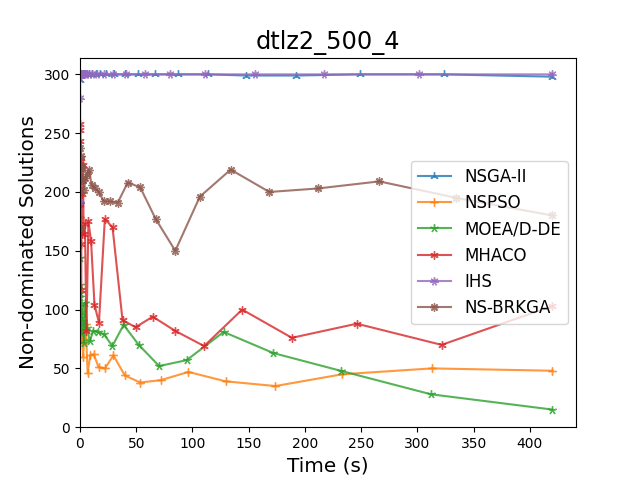 dtlz2_500_4
Non-dominated Solutions
300
250
200
150
100
50
0
NSGA-II
NSPSO
MOEA/D-DE
MHACO
IHS
NS-BRKGA
0 50 100 150 200 250 300 350 400
Time (s)